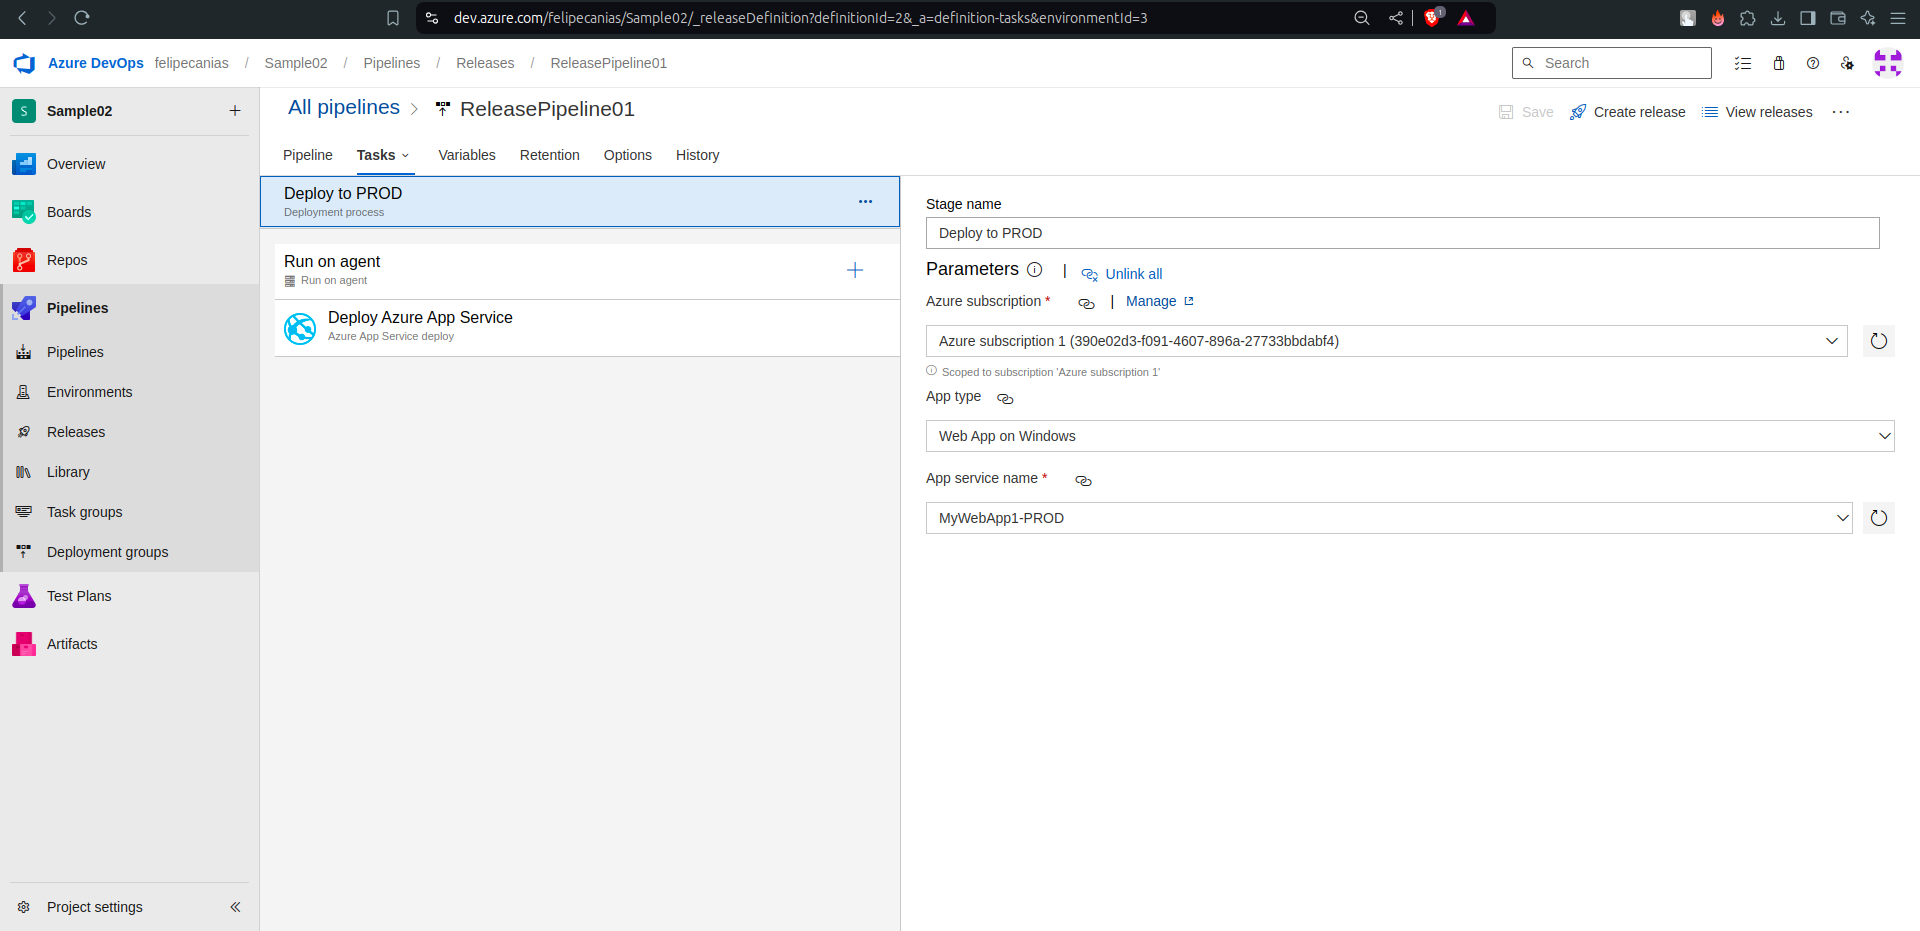 dev.azure.com/felipecanias/Sample02/_releaseDefinition?definitionId=2&_a=definition-tasks&environmentId=3
1
Azure DevOps felipecanias / Sample02 / Pipelines / Releases / ReleasePipeline01
Search
S Sample02 +
Overview
Boards
Repos
Pipelines
Pipelines
Environments
Releases
Library
Task groups
Deployment groups
Test Plans
Artifacts
Project settings
All pipelines > ReleasePipeline01
Save Create release View releases ...
Pipeline Tasks Variables Retention Options History
Deploy to PROD
Deployment process
Run on agent
Run on agent
Deploy Azure App Service
Azure App Service deploy
Stage name
Deploy to PROD
Parameters | Unlink all
Azure subscription * | Manage
Azure subscription 1 (390e02d3-f091-4607-896a-27733bbdabf4)
Scoped to subscription 'Azure subscription 1'
App type
Web App on Windows
App service name *
MyWebApp1-PROD